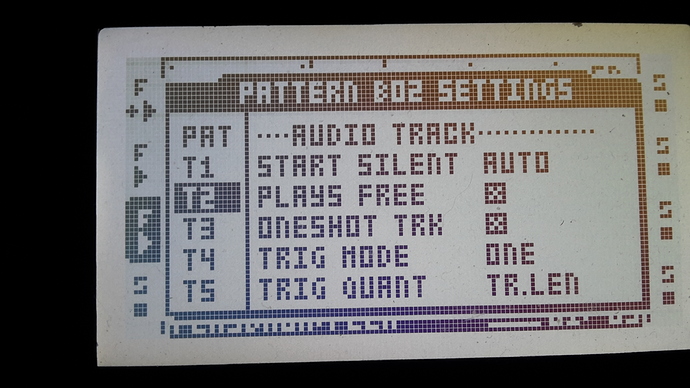 PATTERN B02 SETTINGS
PAT ····AUDIO TRACK············
T1 START SILENT AUTO
T2 PLAYS FREE ☒
T3 ONESHOT TRK ☒
T4 TRIG MODE ONE
T5 TRIG QUANT TR.LEN